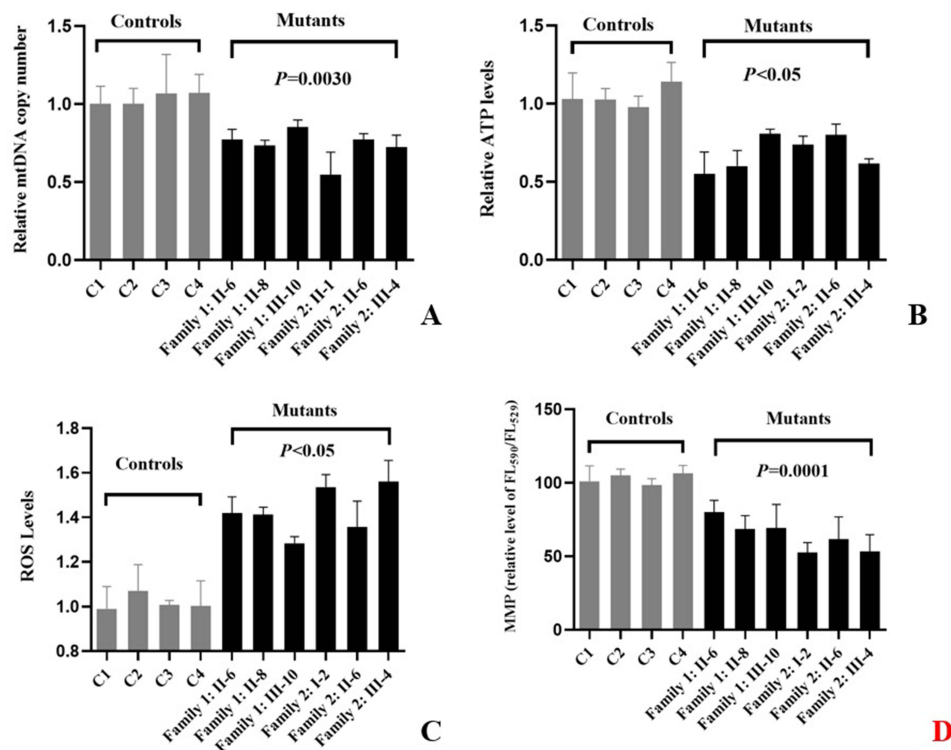 Controls
Mutants
P=0.0030
Relative mtDNA copy number
1.5
1.0
0.5
0.0
C1
C2
C3
C4
Family 1: II-6
Family 1: II-8
Family 1: III-10
Family 2: II-1
Family 2: II-6
Family 2: III-4
A
Controls
Mutants
P<0.05
Relative ATP levels
1.5
1.0
0.5
0.0
C1
C2
C3
C4
Family 1: II-6
Family 1: II-8
Family 1: III-10
Family 2: I-2
Family 2: II-6
Family 2: III-4
B
Mutants
P<0.05
Controls
ROS Levels
1.8
1.6
1.4
1.2
1.0
0.8
C1
C2
C3
C4
Family 1: II-6
Family 1: II-8
Family 1: III-10
Family 2: I-2
Family 2: II-6
Family 2: III-4
C
Controls
Mutants
P=0.0001
MMP (relative level of FL590/FL529)
150
100
50
0
C1
C2
C3
C4
Family 1: II-6
Family 1: II-8
Family 1: III-10
Family 2: I-2
Family 2: II-6
Family 2: III-4
D